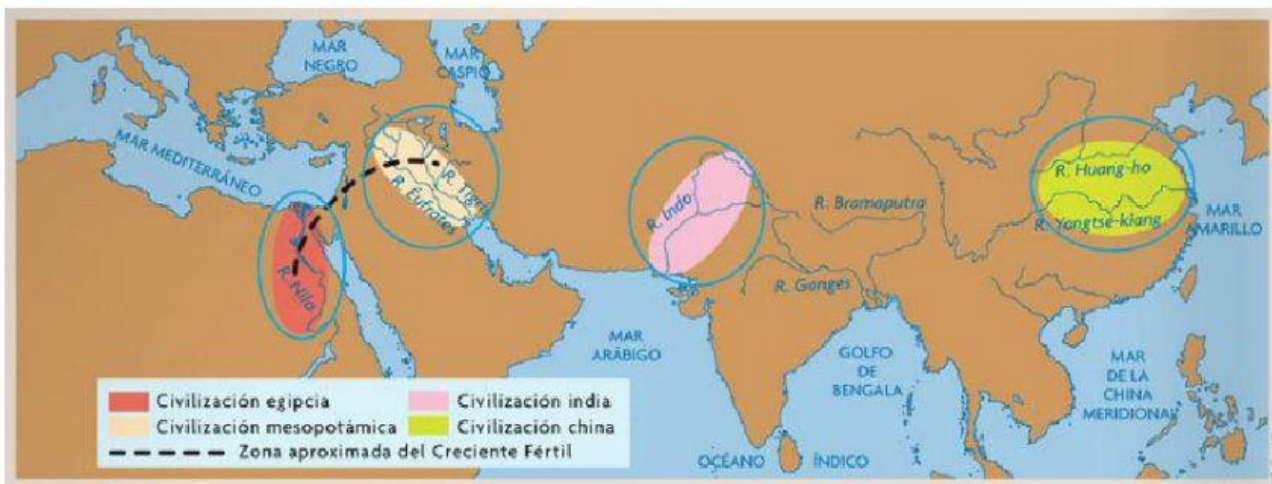 MAR
NEGRO
MAR
CASPIO
MAR MEDITERRÁNEO
R. Tigris
R. Éufrates
R. Nilo
R. Indo
R. Bramaputra
R. Ganges
R. Huang-ho
R. Yangtse-kiang
MAR
AMARILLO
MAR
ARÁBIGO
GOLFO
DE
BENGALA
MAR
DE LA
CHINA
MERIDIONAL
OCÉANO ÍNDICO
Civilización egipcia
Civilización india
Civilización mesopotámica
Civilización china
Zona aproximada del Creciente Fértil